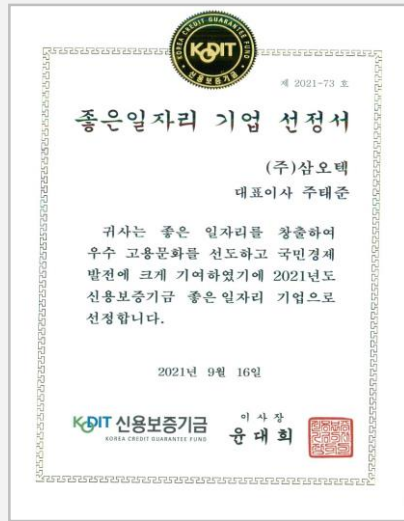 KOREA CREDIT GUARANTEE FUND
KODIT
신용보증기금
제 2021-73 호
좋은일자리 기업 선정서
(주)삼오텍
대표이사 주태준
귀사는 좋은 일자리를 창출하여
우수 고용문화를 선도하고 국민경제
발전에 크게 기여하였기에 2021년도
신용보증기금 좋은 일자리 기업으로
선정합니다.
2021년 9월 16일
KODIT 신용보증기금
KOREA CREDIT GUARANTEE FUND
이 사 장
윤 대 희